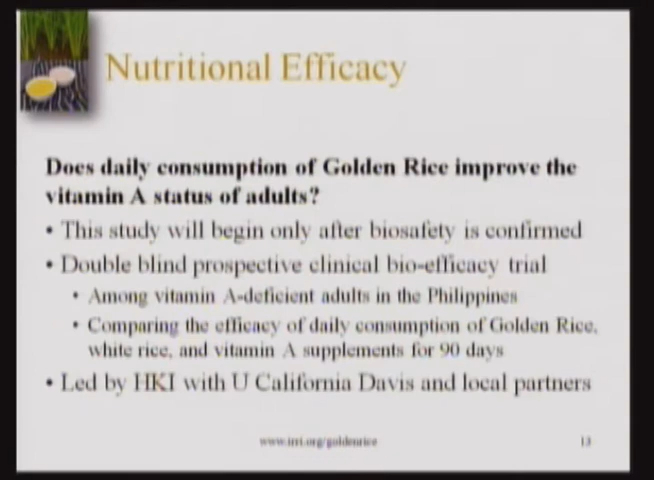 Nutritional Efficacy
Does daily consumption of Golden Rice improve the
vitamin A status of adults?
• This study will begin only after biosafety is confirmed
• Double blind prospective clinical bio-efficacy trial
• Among vitamin A-deficient adults in the Philippines
• Comparing the efficacy of daily consumption of Golden Rice,
white rice, and vitamin A supplements for 90 days
• Led by HKI with U California Davis and local partners
www.irri.org/goldenrice
13